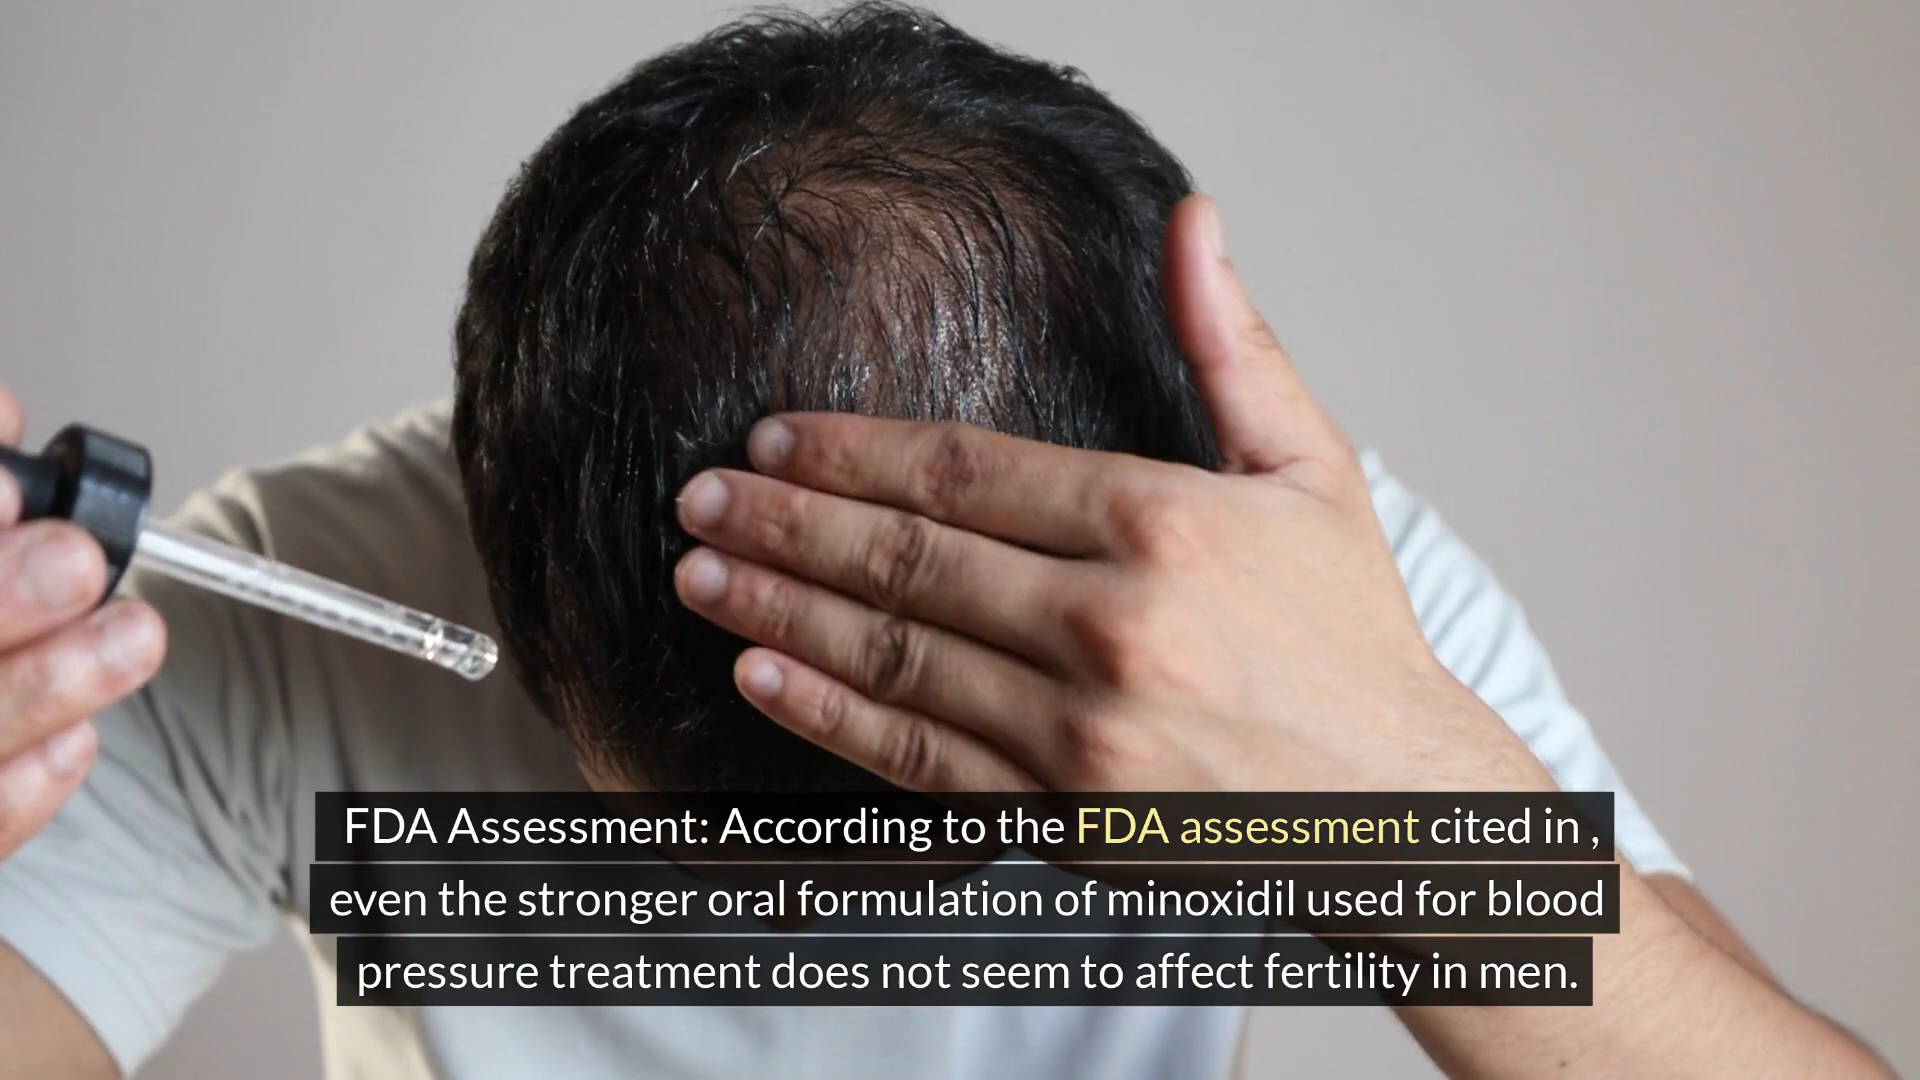 FDA Assessment: According to the FDA assessment cited in ,
even the stronger oral formulation of minoxidil used for blood
pressure treatment does not seem to affect fertility in men.